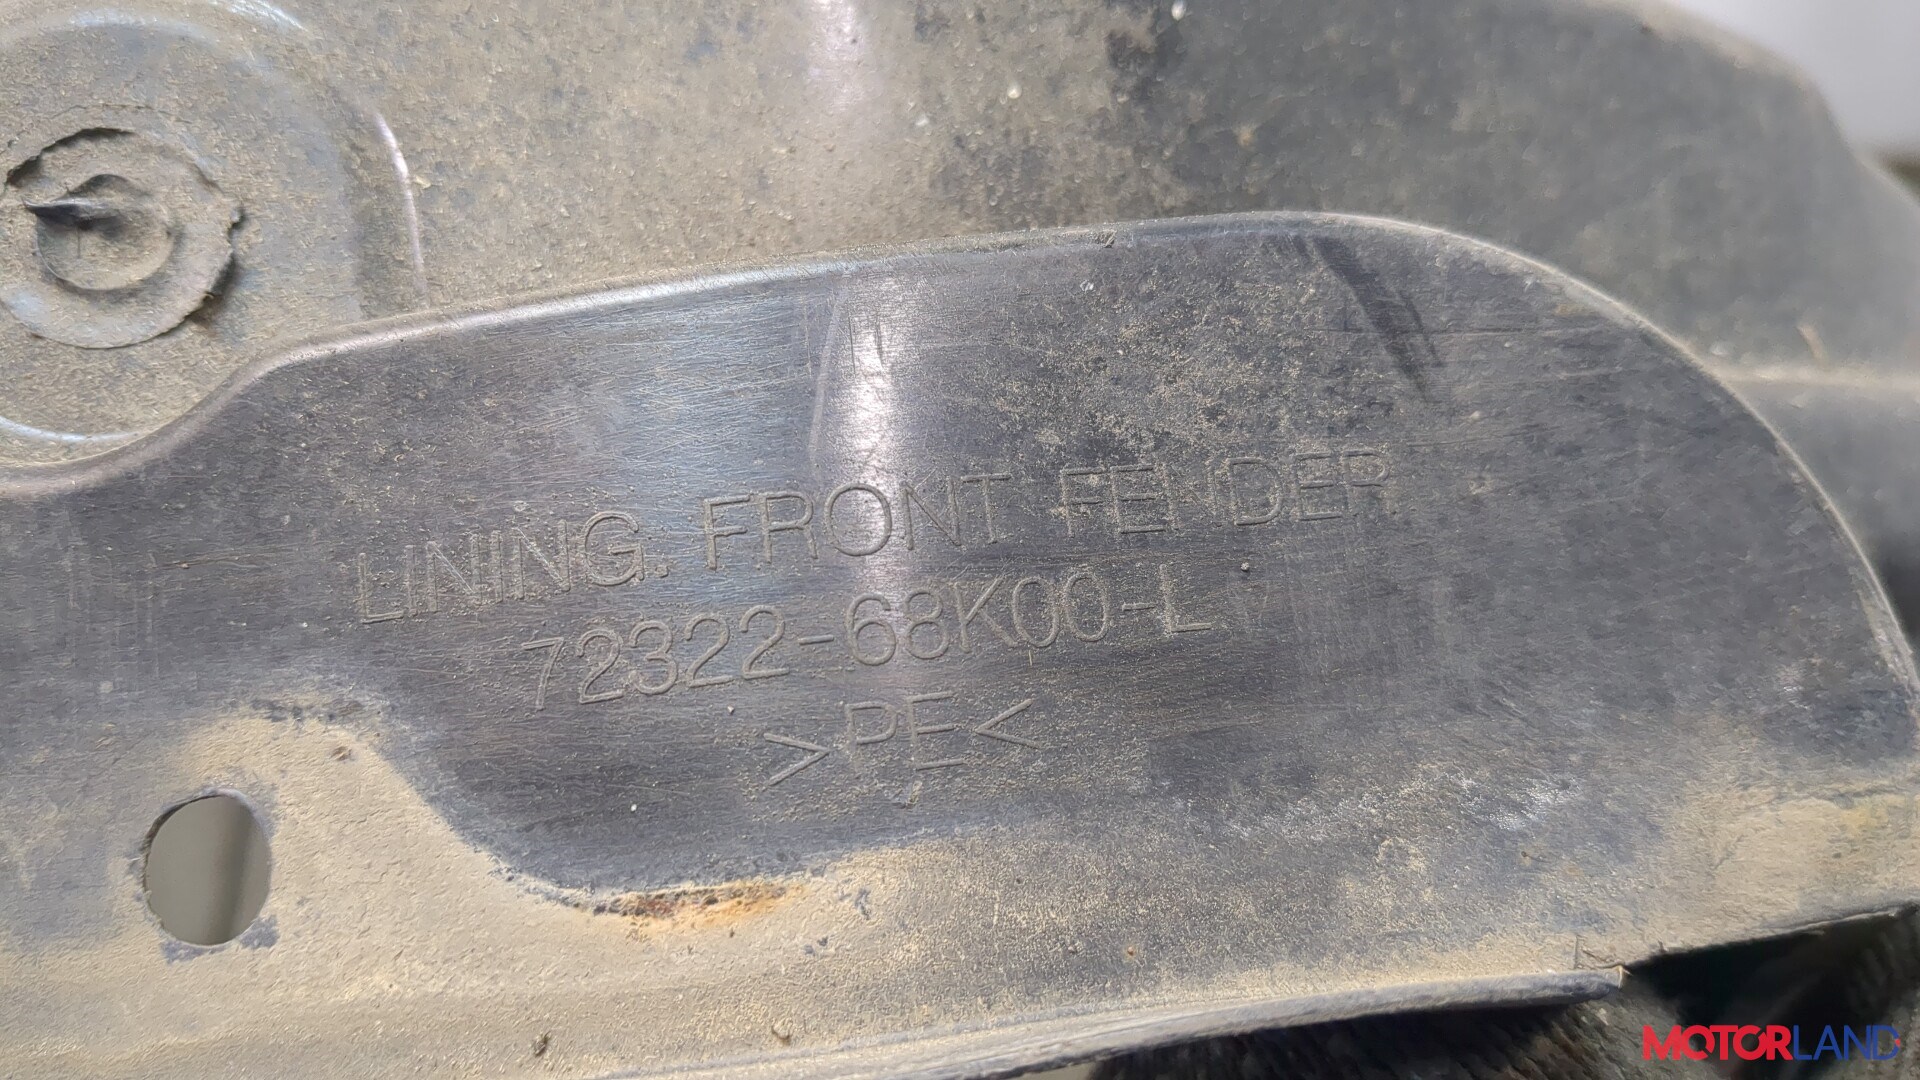 LINING. FRONT FENDER
72322-68K00-L
>PE<
MOTORLAND